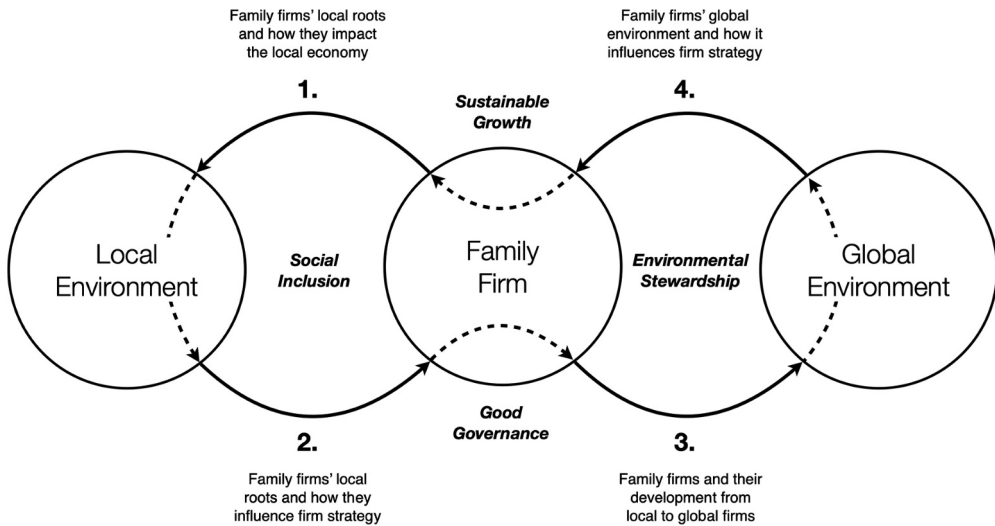 Family firms’ local roots
and how they impact
the local economy
1.
Family firms’ global
environment and how it
influences firm strategy
4.
Sustainable
Growth
Local
Environment
Social
Inclusion
Family
Firm
Environmental
Stewardship
Global
Environment
Good
Governance
2.
Family firms’ local
roots and how they
influence firm strategy
3.
Family firms and their
development from
local to global firms